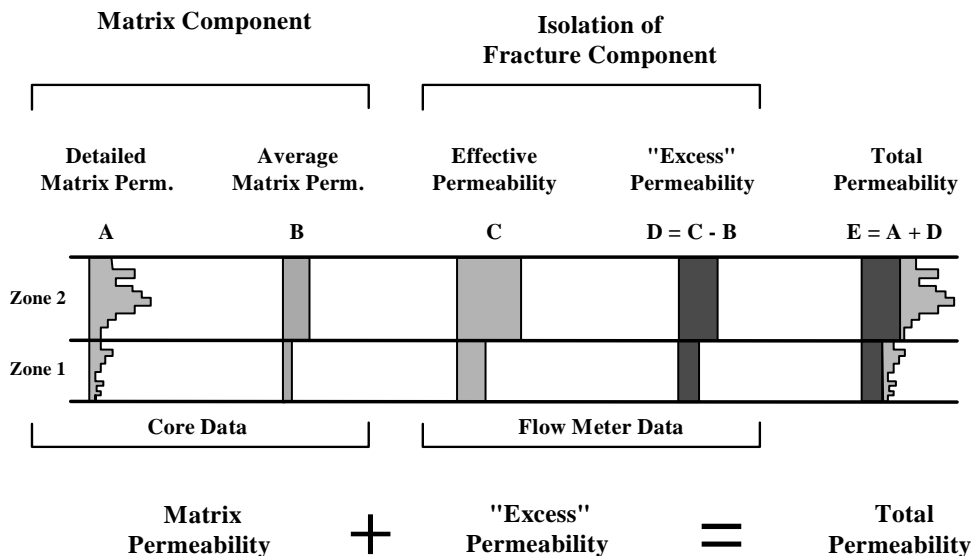 Matrix Component
Isolation of
Fracture Component
Detailed
Matrix Perm.
Average
Matrix Perm.
Effective
Permeability
"Excess"
Permeability
Total
Permeability
A
B
C
D = C - B
E = A + D
Zone 2
Zone 1
Core Data
Flow Meter Data
Matrix
Permeability
+
"Excess"
Permeability
=
Total
Permeability